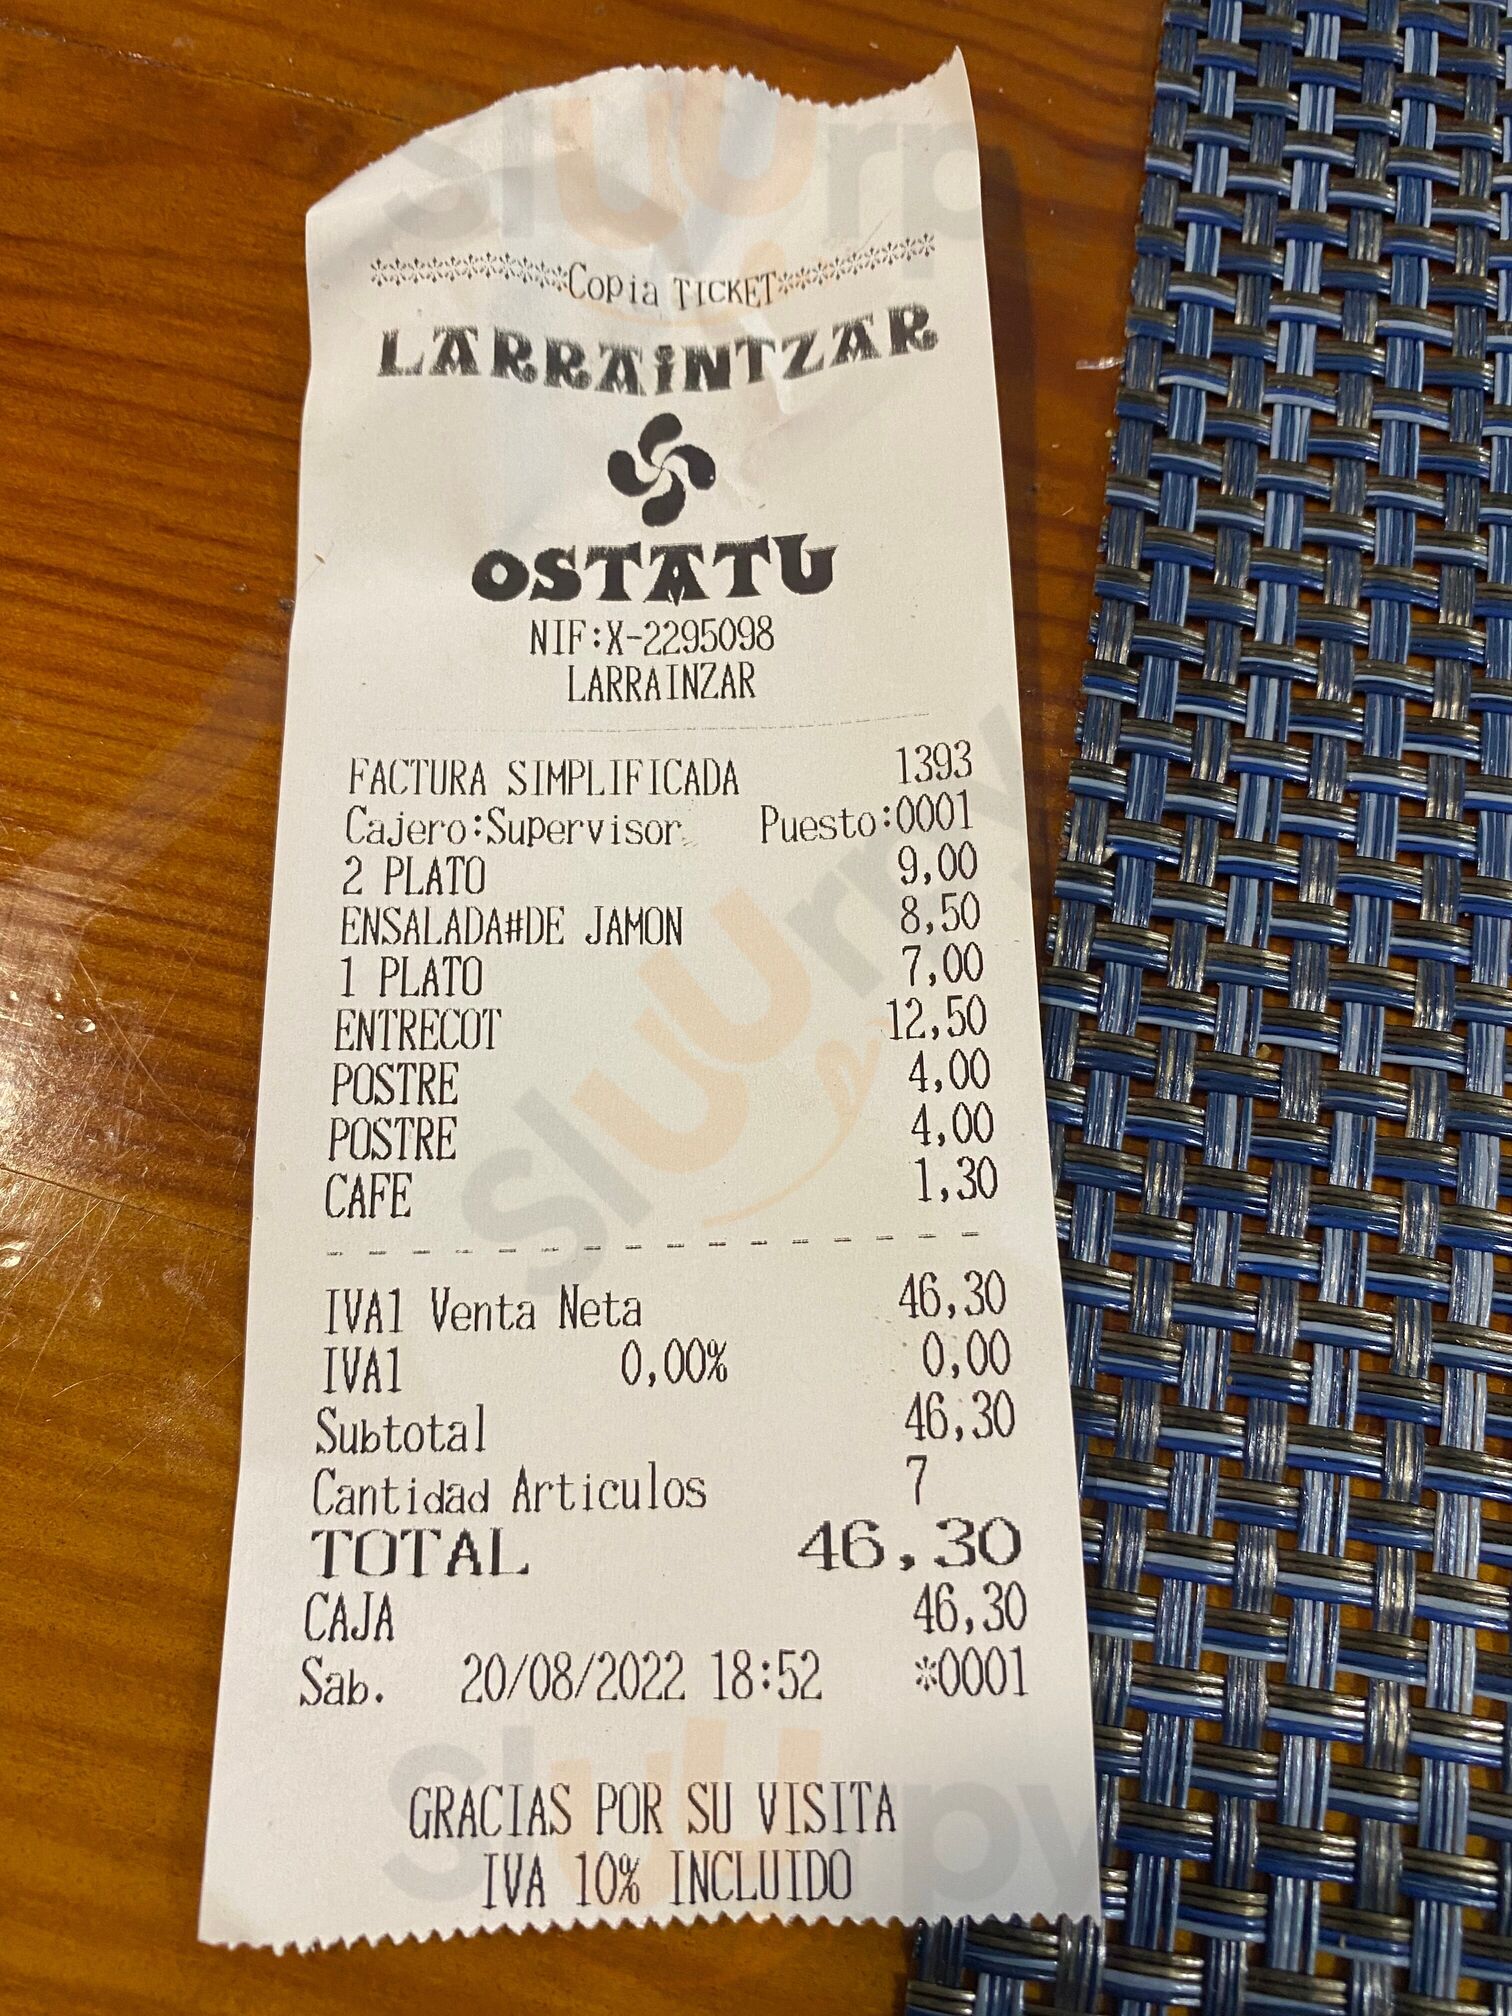 ************Copia TICKET************
LARRAiNTZAR
OSTATU
NIF:X-2295098
LARRAINZAR
FACTURA SIMPLIFICADA 1393
Cajero:Supervisor Puesto:0001
2 PLATO 9,00
ENSALADA#DE JAMON 8,50
1 PLATO 7,00
ENTRECOT 12,50
POSTRE 4,00
POSTRE 4,00
CAFE 1,30
IVA1 Venta Neta 46,30
IVA1 0,00% 0,00
Subtotal 46,30
Cantidad Articulos 7
TOTAL 46,30
CAJA 46,30
Sab. 20/08/2022 18:52 *0001
GRACIAS POR SU VISITA
IVA 10% INCLUIDO
sluurpy
sluurpy
sluurpy